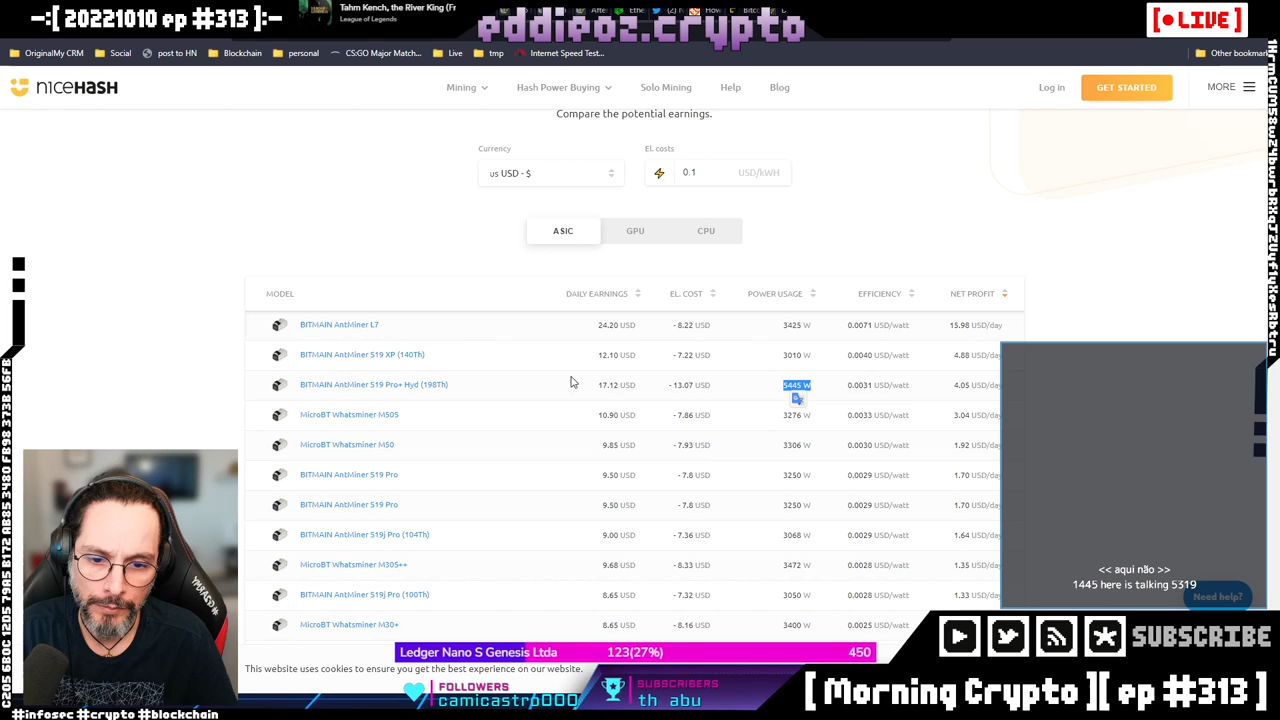 -:[ 20221010 ep #313 ]:-
Tahm Kench, the River King (Fr
League of Legends
eddieoz.crypto
[● LIVE]
OriginalMy CRM
Social
post to HN
Blockchain
personal
CS:GO Major Match...
Live
tmp
Internet Speed Test...
Other bookmar
niceHASH
Mining
Hash Power Buying
Solo Mining
Help
Blog
Log in
GET STARTED
MORE
Compare the potential earnings.
Currency
El. costs
us USD - $
0.1
USD/kWH
ASIC
GPU
CPU
MODEL DAILY EARNINGS EL. COST POWER USAGE EFFICIENCY NET PROFIT
BITMAIN AntMiner L7 24.20 USD - 8.22 USD 3425 W 0.0071 USD/watt 15.98 USD/day
BITMAIN AntMiner S19 XP (140Th) 12.10 USD - 7.22 USD 3010 W 0.0040 USD/watt 4.88 USD/day
BITMAIN AntMiner S19 Pro+ Hyd (198Th) 17.12 USD - 13.07 USD 5445 W 0.0031 USD/watt 4.05 USD/day
MicroBT Whatsminer M50S 10.90 USD - 7.86 USD 3276 W 0.0033 USD/watt 3.04 USD/da
MicroBT Whatsminer M50 9.85 USD - 7.93 USD 3306 W 0.0030 USD/watt 1.92 USD/da
BITMAIN AntMiner S19 Pro 9.50 USD - 7.8 USD 3250 W 0.0029 USD/watt 1.70 USD/da
BITMAIN AntMiner S19 Pro 9.50 USD - 7.8 USD 3250 W 0.0029 USD/watt 1.70 USD/da
BITMAIN AntMiner S19j Pro (104Th) 9.00 USD - 7.36 USD 3068 W 0.0029 USD/watt 1.64 USD/da
MicroBT Whatsminer M30S++ 9.68 USD - 8.33 USD 3472 W 0.0028 USD/watt 1.35 USD/da
BITMAIN AntMiner S19j Pro (100Th) 8.65 USD - 7.32 USD 3050 W 0.0028 USD/watt 1.33 USD/da
MicroBT Whatsminer M30+ 8.65 USD - 8.16 USD 3400 W 0.0025 USD/watt
<< aqui não >>
1445 here is talking 5319
Need help?
This website uses cookies to ensure you get the best experience on our website.
Ledger Nano S Genesis Ltda 123(27%) 450
SUBSCRIBE
FOLLOWERS
camicastrp000
SUBSCRIBERS
th_abu
[ Morning Crypto ][ ep #313 ]
#infosec #crypto #blockchain